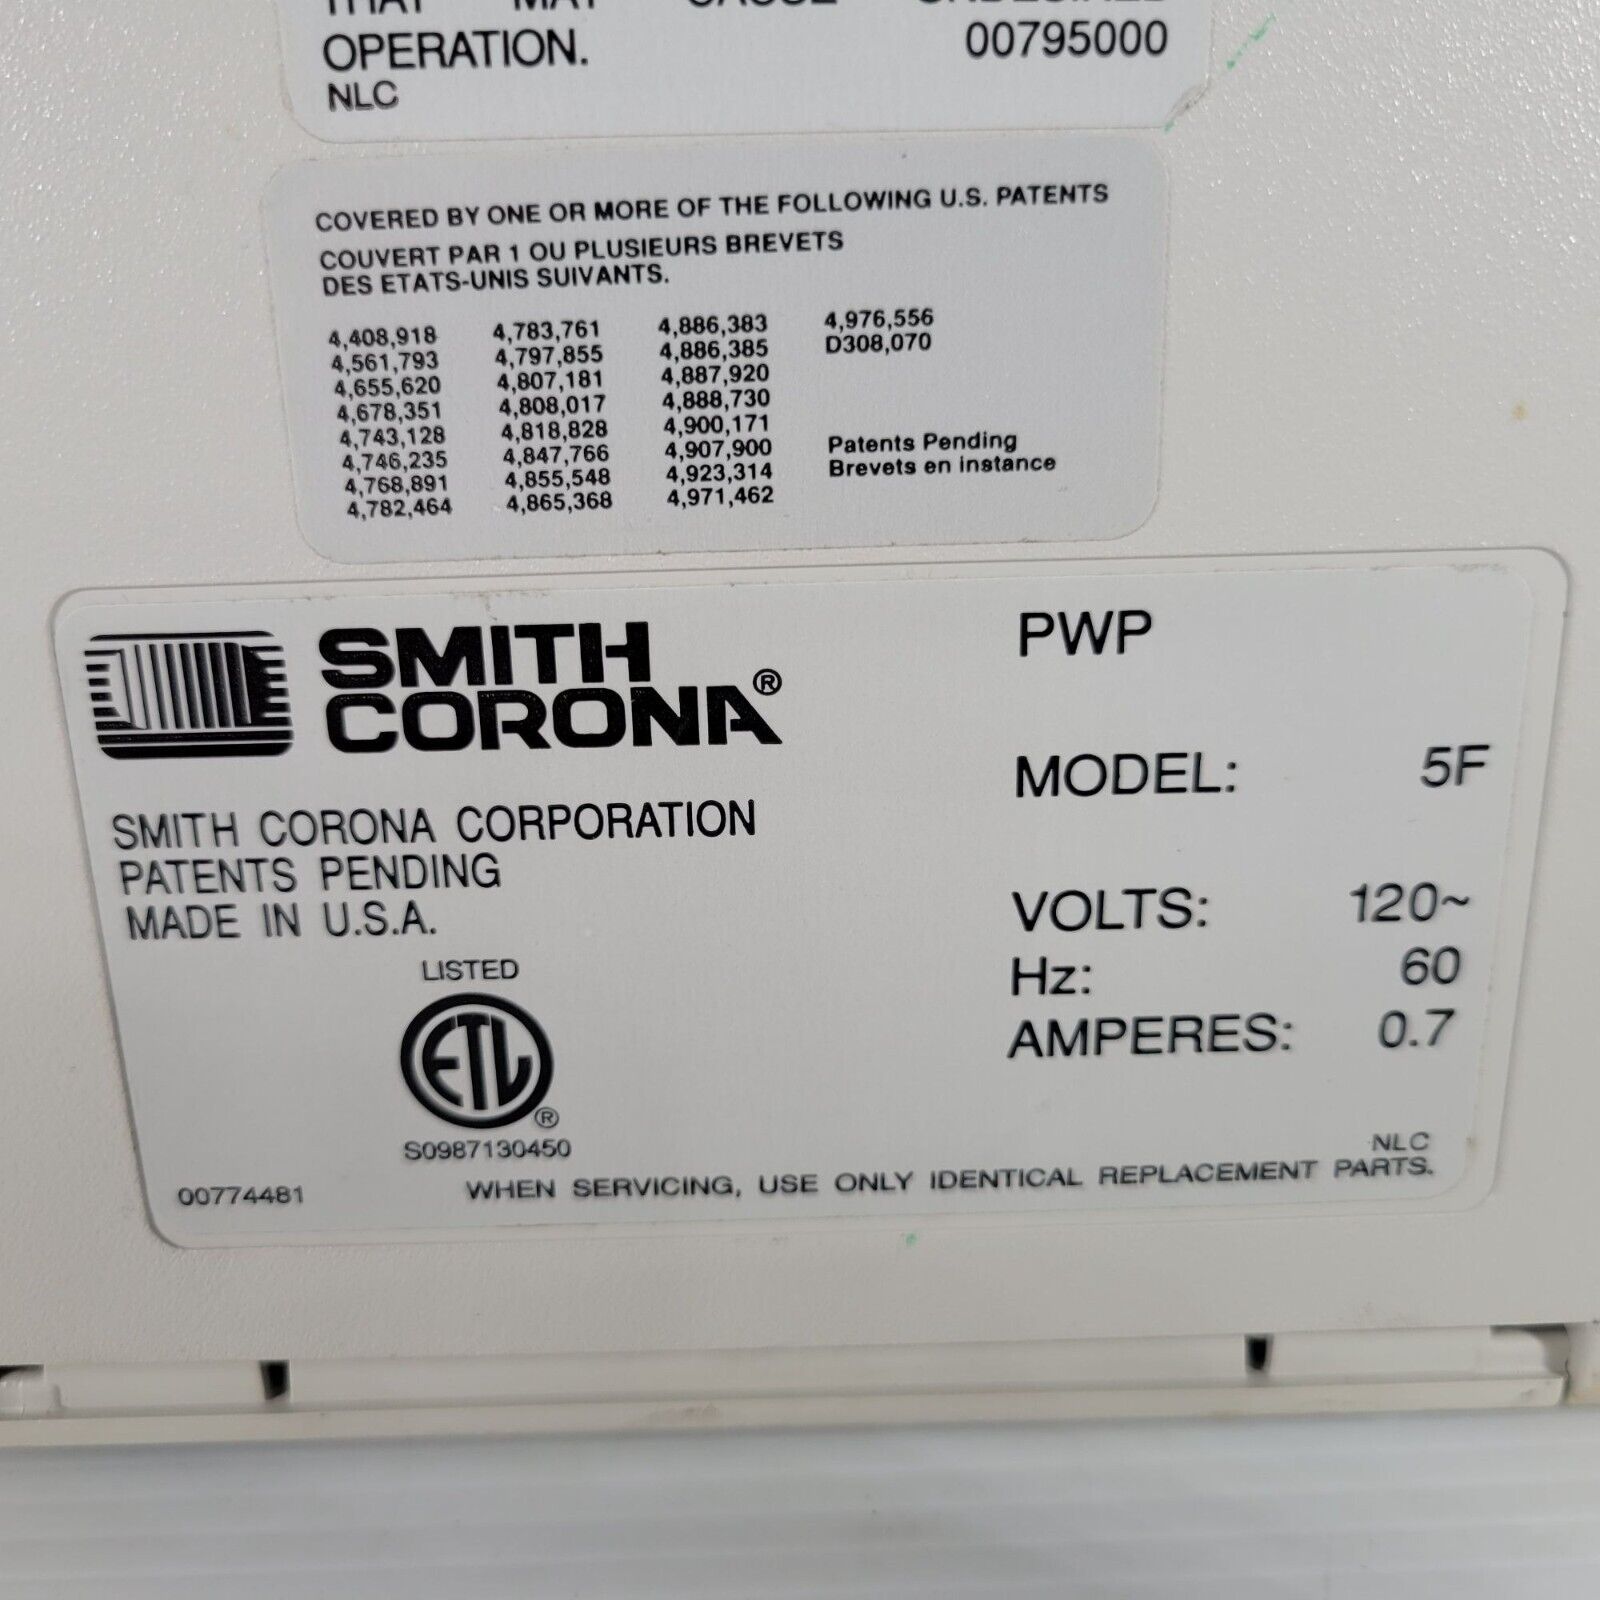 THAT MAY CAUSE UNDESIRED
OPERATION. 00795000
NLC
COVERED BY ONE OR MORE OF THE FOLLOWING U.S. PATENTS
COUVERT PAR 1 OU PLUSIEURS BREVETS
DES ETATS-UNIS SUIVANTS.
4,408,918 4,783,761 4,886,383 4,976,556
4,561,793 4,797,855 4,886,385 D308,070
4,655,620 4,807,181 4,887,920
4,678,351 4,808,017 4,888,730
4,743,128 4,818,828 4,900,171
4,746,235 4,847,766 4,907,900 Patents Pending
4,768,891 4,855,548 4,923,314 Brevets en instance
4,782,464 4,865,368 4,971,462
SMITH
CORONA®
SMITH CORONA CORPORATION
PATENTS PENDING
MADE IN U.S.A.
LISTED
ETL®
S0987130450
00774481
PWP
MODEL: 5F
VOLTS: 120~
Hz: 60
AMPERES: 0.7
NLC
WHEN SERVICING, USE ONLY IDENTICAL REPLACEMENT PARTS.